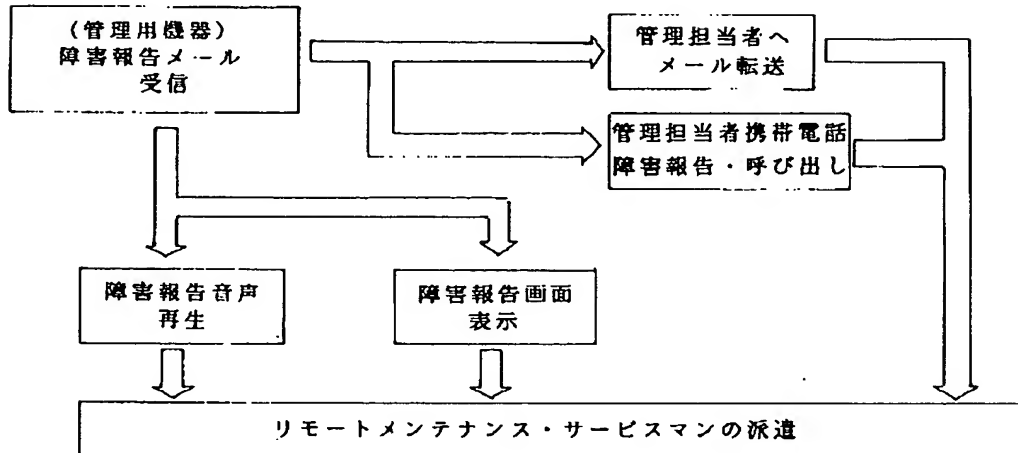 (管理用機器)
障害報告メール
受信
管理担当者へ
メール転送
管理担当者携帯電話
障害報告・呼び出し
障害報告音声
再生
障害報告画面
表示
リモートメンテナンス・サービスマンの派遣